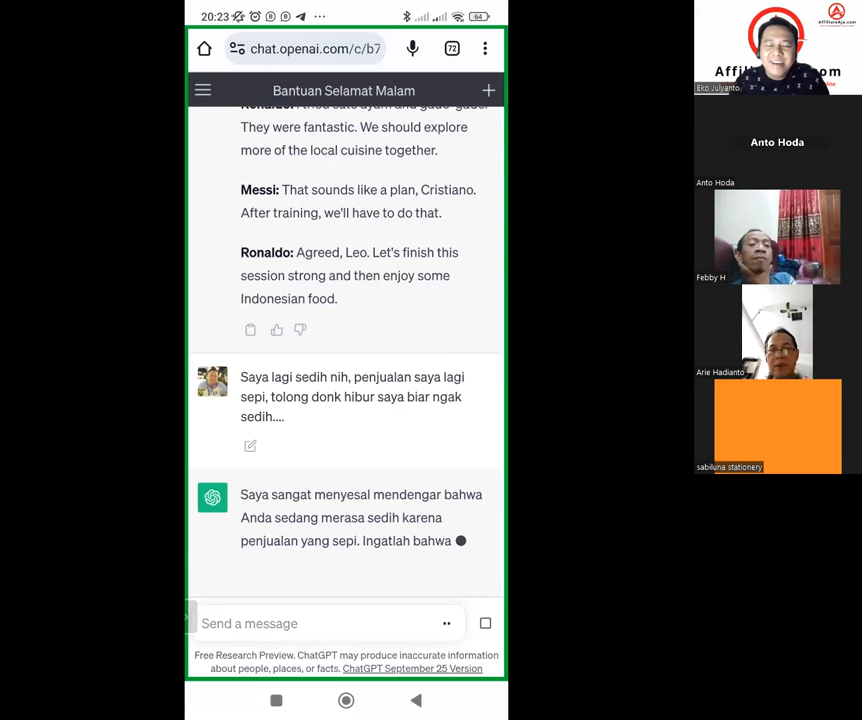 20:23
64
chat.openai.com/c/b7
72
Bantuan Selamat Malam
They were fantastic. We should explore
more of the local cuisine together.
Messi: That sounds like a plan, Cristiano.
After training, we'll have to do that.
Ronaldo: Agreed, Leo. Let's finish this
session strong and then enjoy some
Indonesian food.
Saya lagi sedih nih, penjualan saya lagi
sepi, tolong donk hibur saya biar ngak
sedih....
Saya sangat menyesal mendengar bahwa
Anda sedang merasa sedih karena
penjualan yang sepi. Ingatlah bahwa
Send a message
Free Research Preview. ChatGPT may produce inaccurate information
about people, places, or facts. ChatGPT September 25 Version
AffiliateAja.com
Eko Julyanto
Anto Hoda
Anto Hoda
Febby H
Arie Hadianto
sabiluna stationery